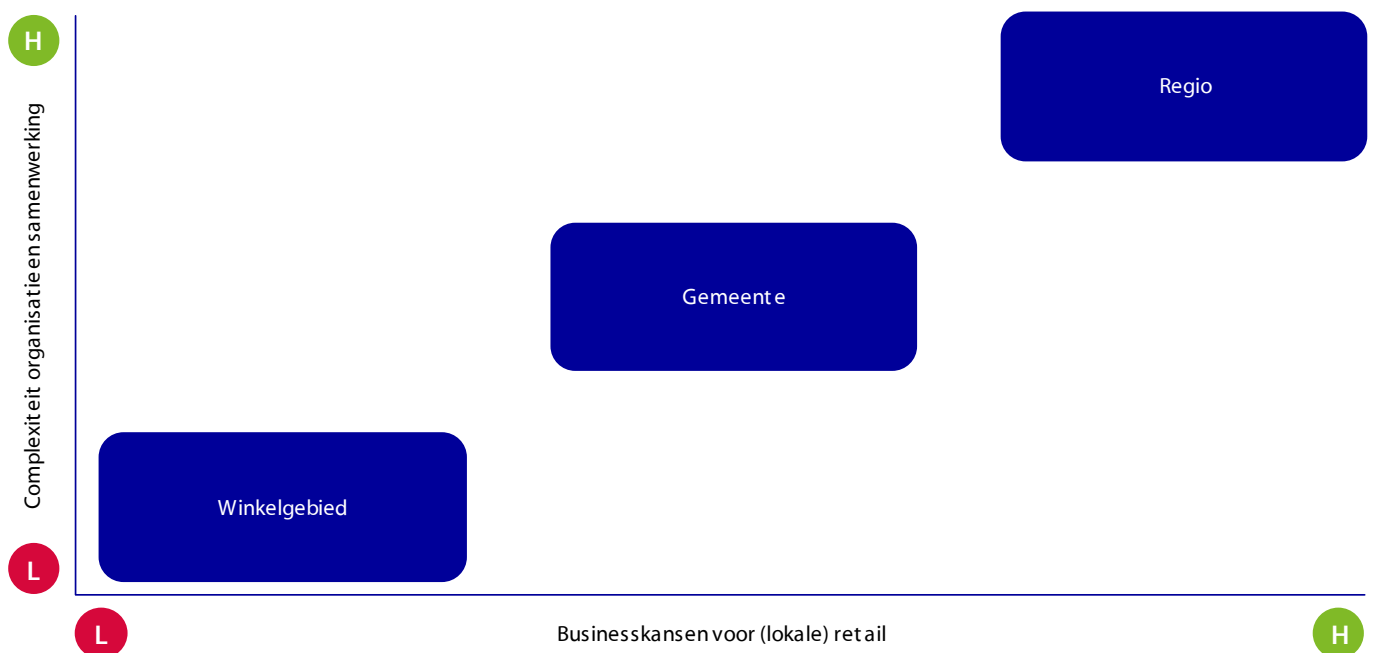 H
Regio
Complexiteit organisatie en samenwerking
Gemeente
Winkelgebied
L
L
Businesskansen voor (lokale) retail
H